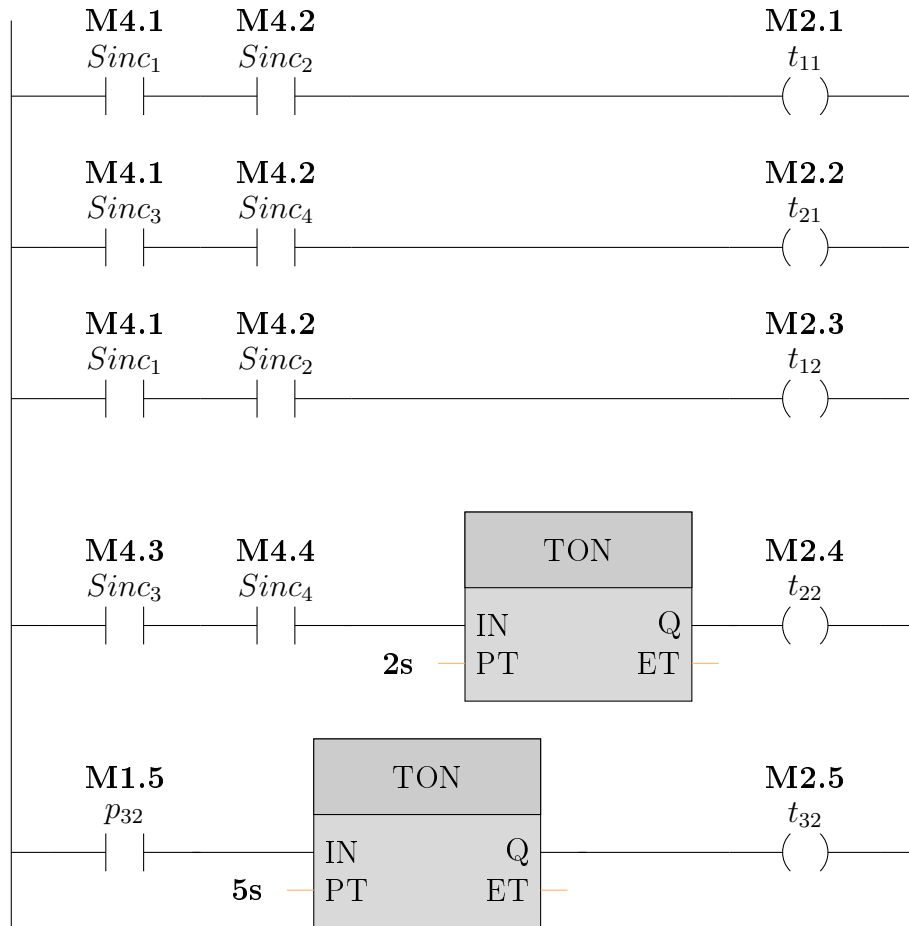 M4.1 M4.2 M2.1
Sinc₁ Sinc₂ t₁₁
M4.1 M4.2 M2.2
Sinc₃ Sinc₄ t₂₁
M4.1 M4.2 M2.3
Sinc₁ Sinc₂ t₁₂
M4.3 M4.4 TON M2.4
Sinc₃ Sinc₄ t₂₂
IN Q
2s PT ET
M1.5 TON M2.5
p₃₂ t₃₂
IN Q
5s PT ET